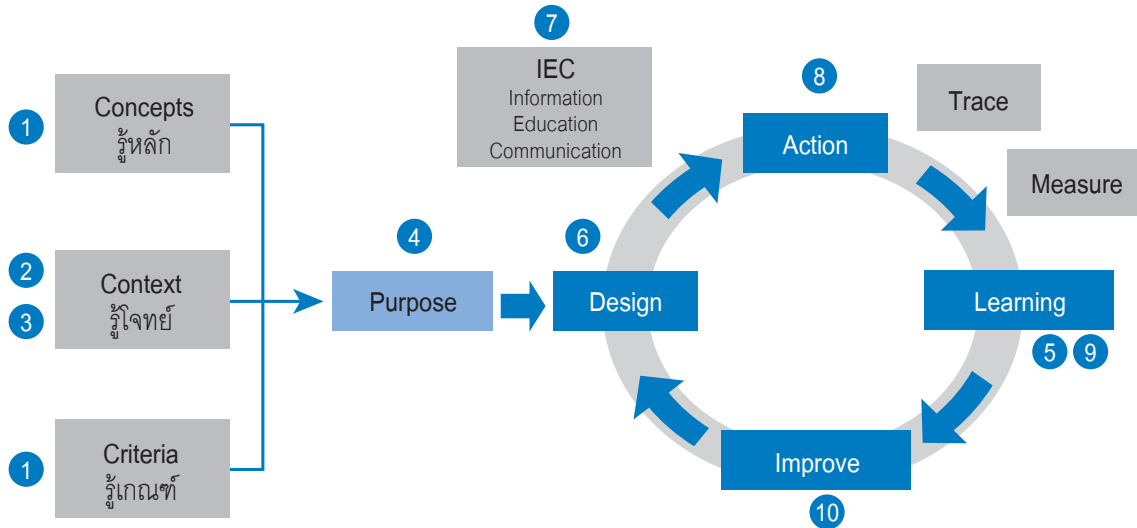 1
Concepts
รู้หลัก
2
3
Context
รู้โจทย์
1
Criteria
รู้เกณฑ์
4
Purpose
6
Design
7
IEC
Information
Education
Communication
8
Action
Trace
Measure
Learning
5 9
Improve
10